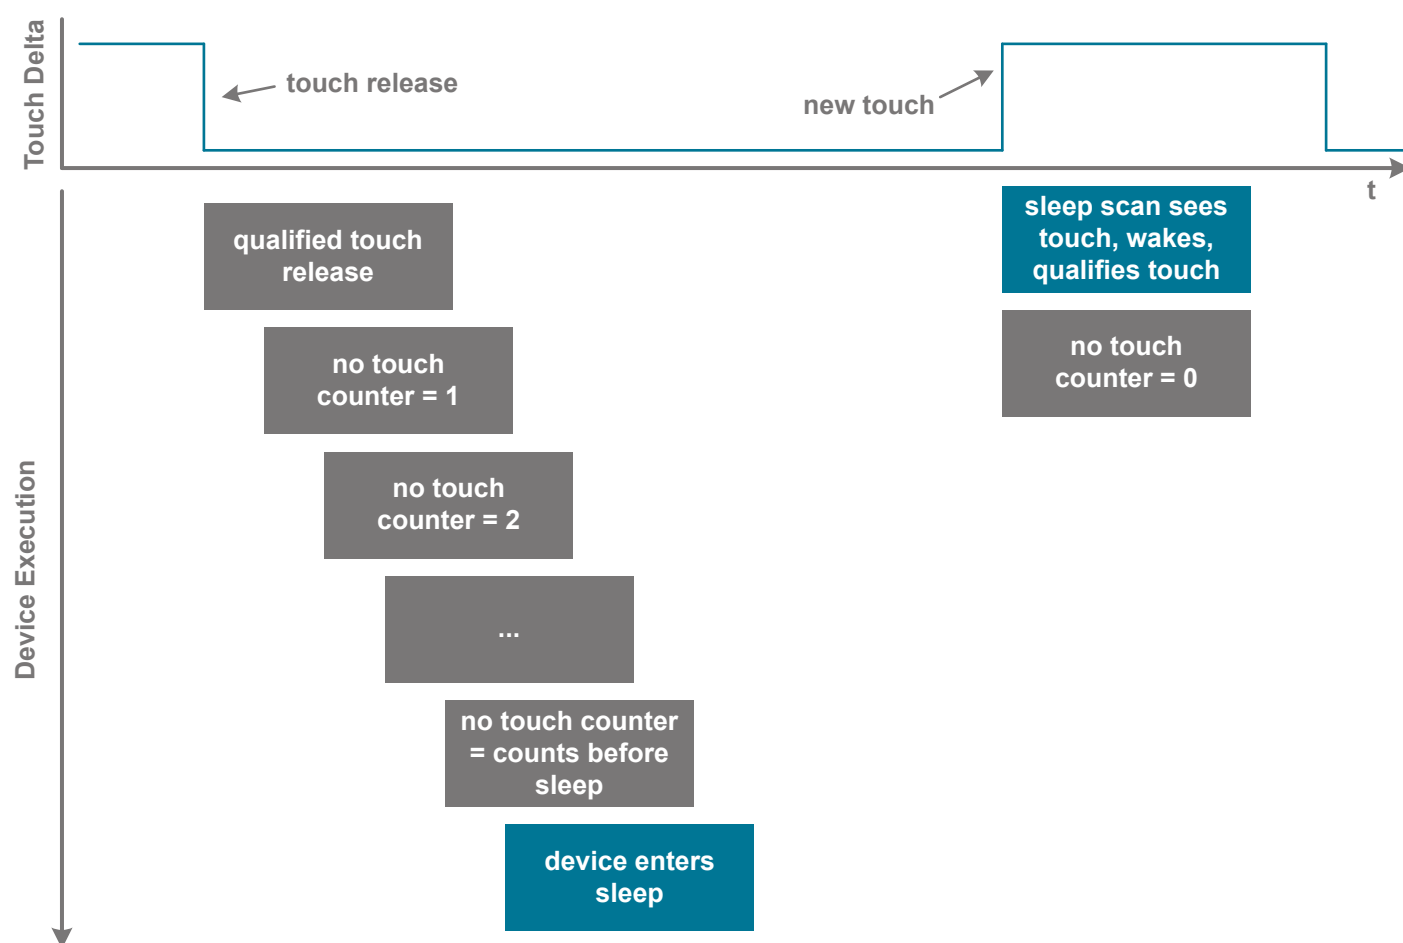 Touch Delta
touch release
new touch
t
Device Execution
qualified touch
release
no touch
counter = 1
no touch
counter = 2
...
no touch counter
= counts before
sleep
device enters
sleep
sleep scan sees
touch, wakes,
qualifies touch
no touch
counter = 0